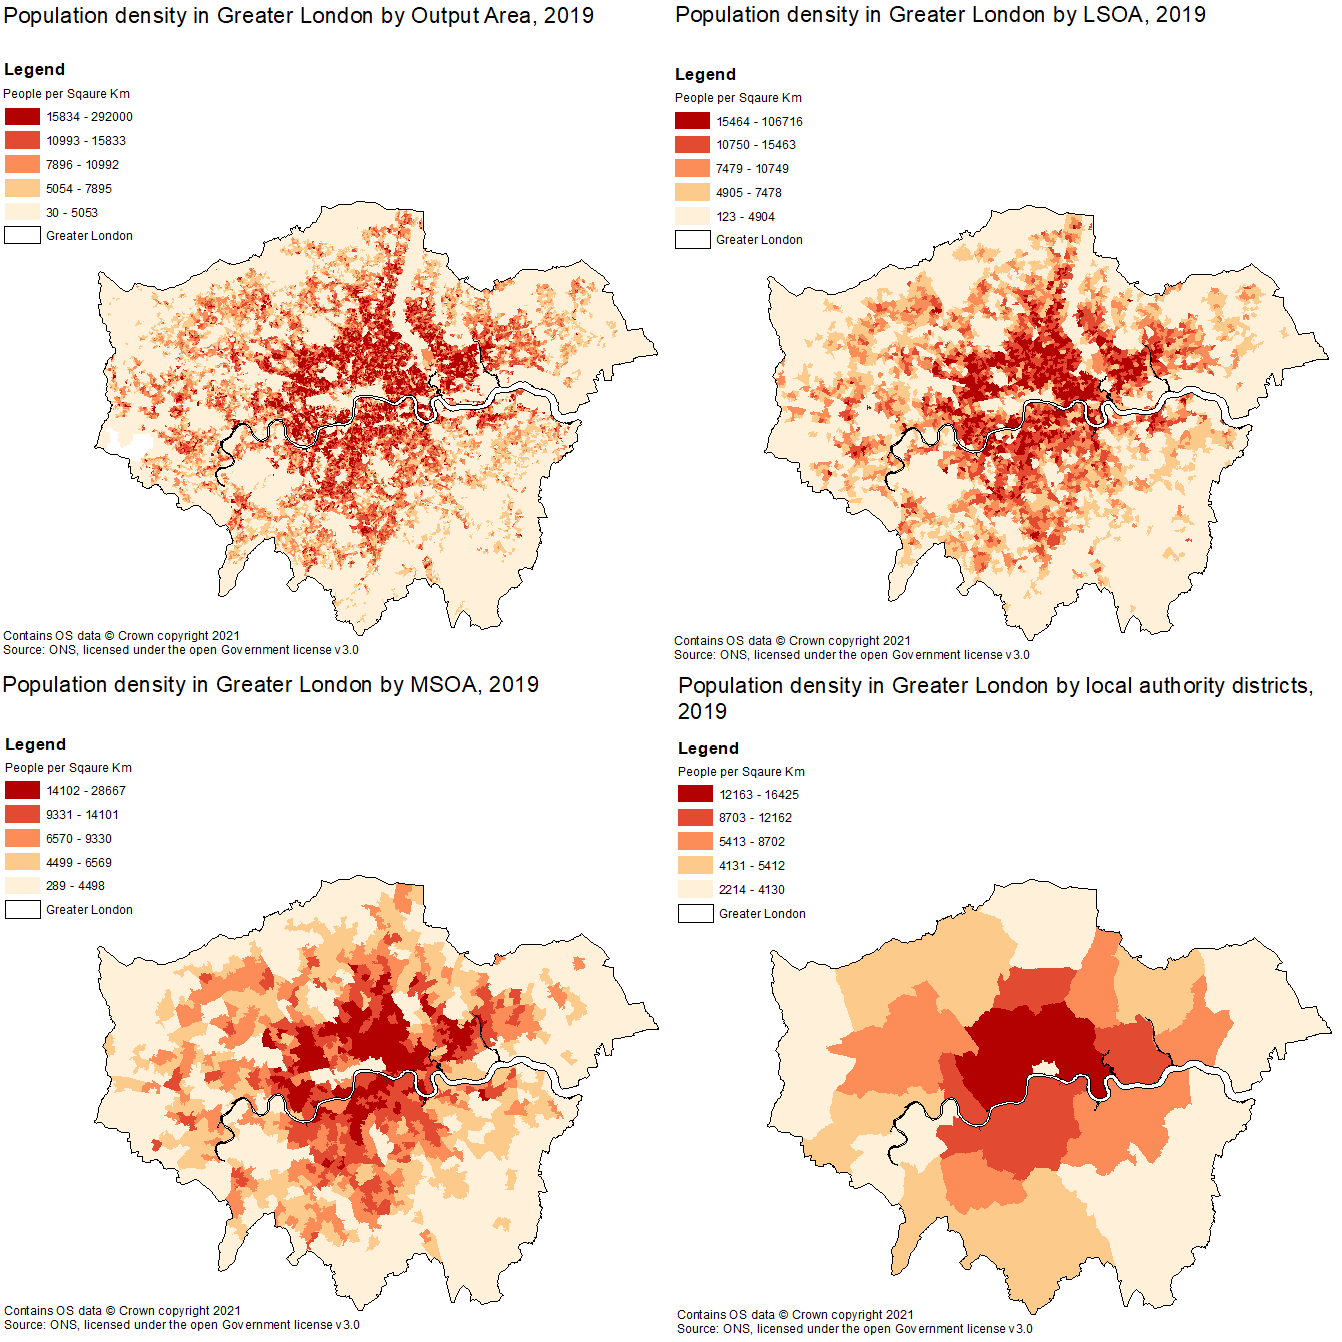 Population density in Greater London by Output Area, 2019
Legend
People per Sqaure Km
15834 - 292000
10993 - 15833
7896 - 10992
5054 - 7895
30 - 5053
Greater London
Contains OS data © Crown copyright 2021
Source: ONS, licensed under the open Government license v3.0
Population density in Greater London by LSOA, 2019
Legend
People per Sqaure Km
15464 - 106716
10750 - 15463
7479 - 10749
4905 - 7478
123 - 4904
Greater London
Contains OS data © Crown copyright 2021
Source: ONS, licensed under the open Government license v3.0
Population density in Greater London by MSOA, 2019
Legend
People per Sqaure Km
14102 - 28667
9331 - 14101
6570 - 9330
4499 - 6569
289 - 4498
Greater London
Contains OS data © Crown copyright 2021
Source: ONS, licensed under the open Government license v3.0
Population density in Greater London by local authority districts,
2019
Legend
People per Sqaure Km
12163 - 16425
8703 - 12162
5413 - 8702
4131 - 5412
2214 - 4130
Greater London
Contains OS data © Crown copyright 2021
Source: ONS, licensed under the open Government license v3.0